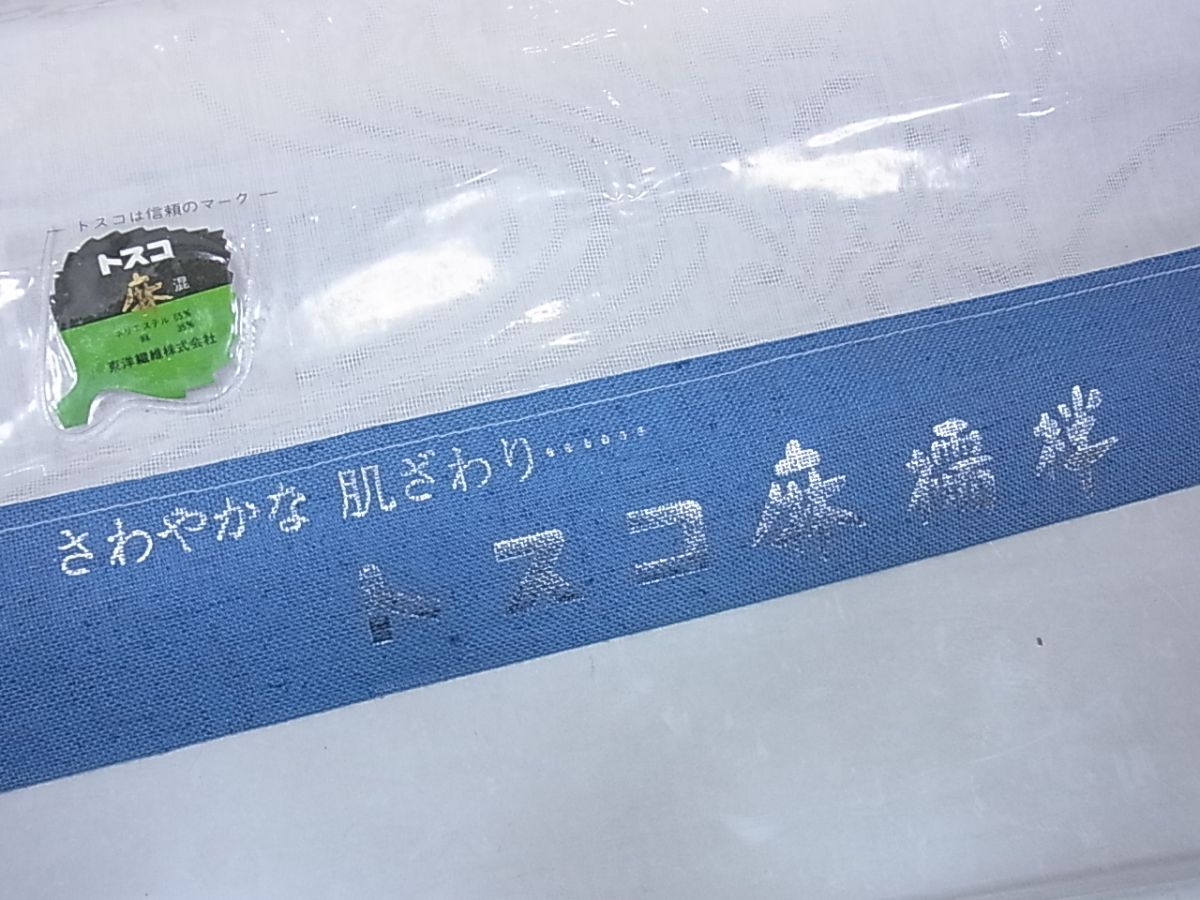 トスコは信頼のマーク
トスコ
麻混
ポリエステル 65%
麻 35%
東洋繊維株式会社
さわやかな 肌ざわり‥‥‥‥
トスコ麻襦袢